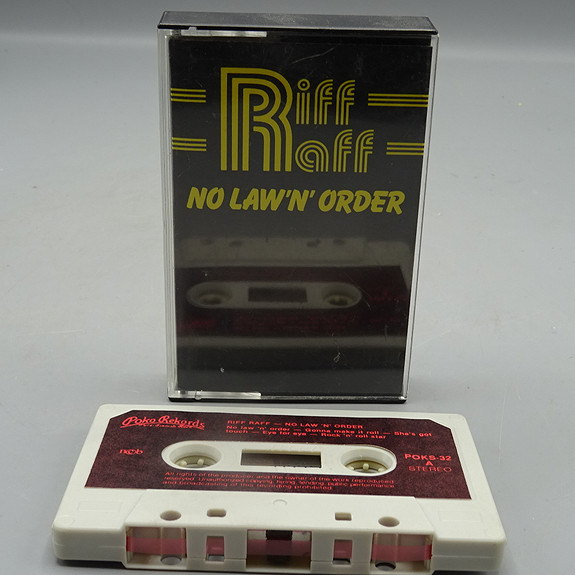 Riff
Raff
NO LAW'N' ORDER
Poko Rekords
RIFF RAFF — NO LAW 'N' ORDER
No law 'n' order — Gonna make it roll — She's got
touch — Eye for eye — Rock 'n' roll star
ncb
POKS-32
A
STEREO
All rights of the producer and the owner of the work reproduced
reserved. Unauthorized copying, hiring, lending, public performance
and broadcasting of this recording prohibited.